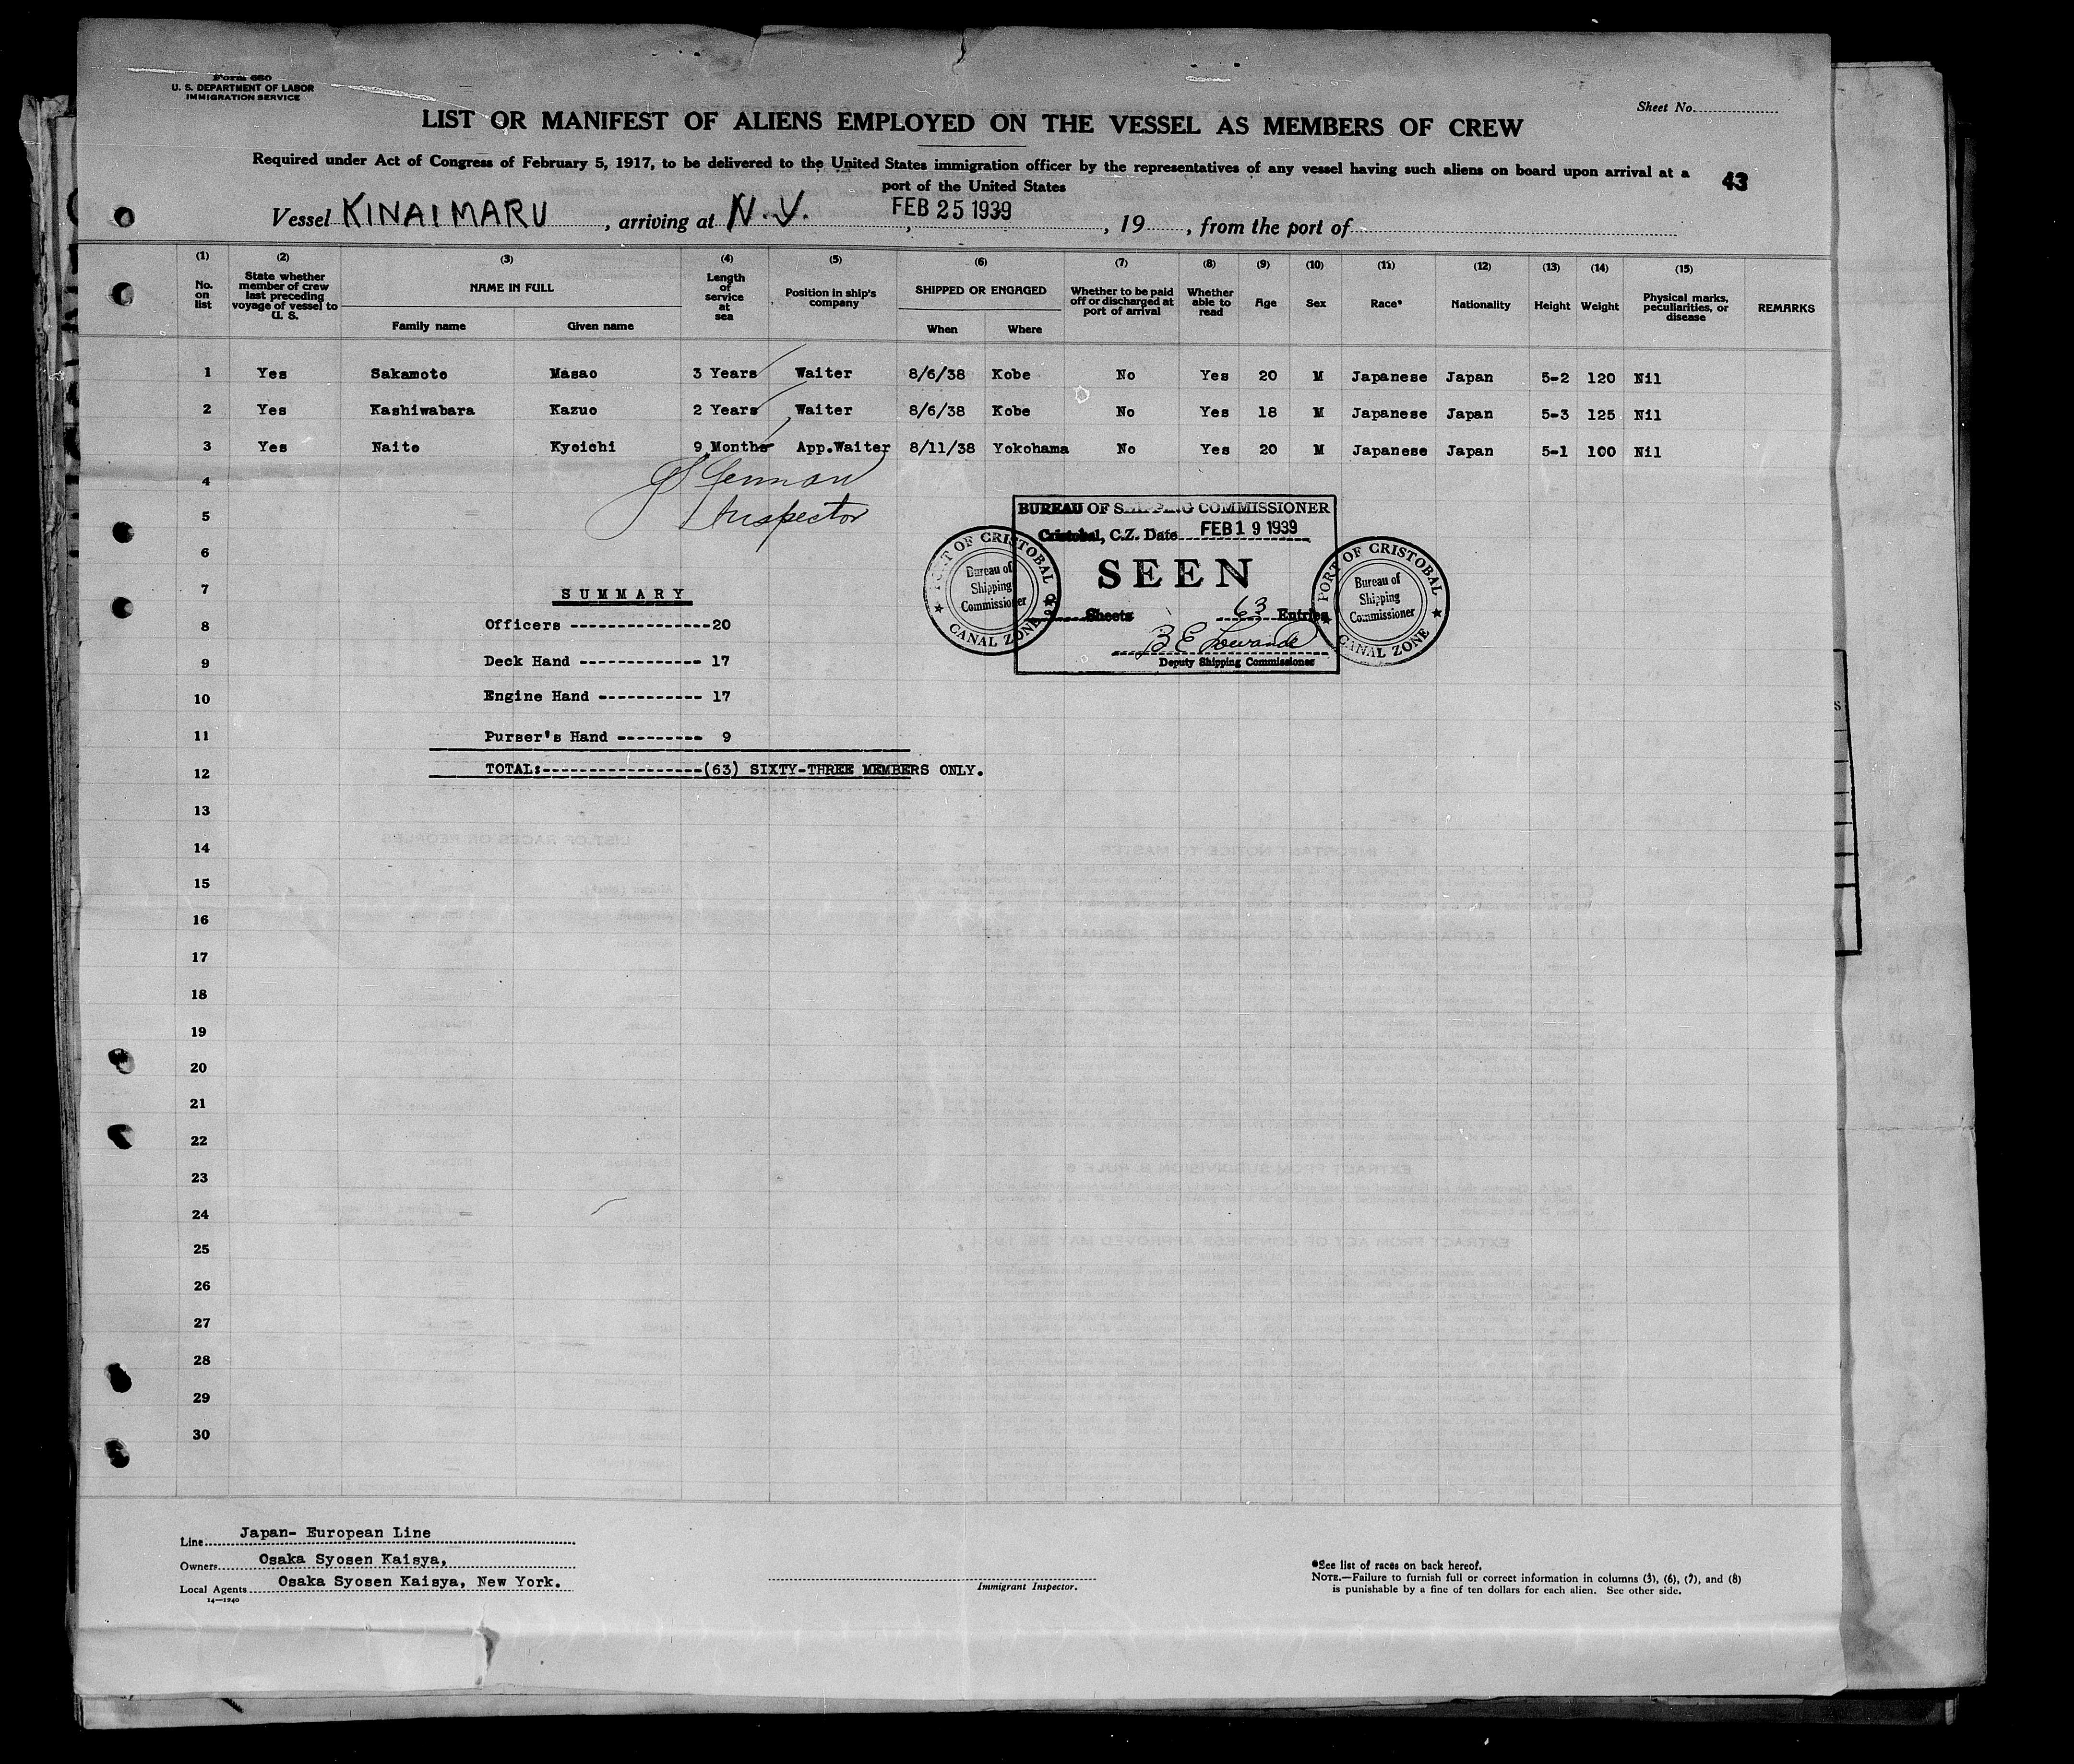 Form 680
U. S. DEPARTMENT OF LABOR
IMMIGRATION SERVICE
Sheet No.
LIST OR MANIFEST OF ALIENS EMPLOYED ON THE VESSEL AS MEMBERS OF CREW
Required under Act of Congress of February 5, 1917, to be delivered to the United States immigration officer by the representatives of any vessel having such aliens on board upon arrival at a
port of the United States
43
Vessel KINAI MARU, arriving at N. Y. FEB 25 1939, 19, from the port of
(1) (2) (3) (4) (5) (6) (7) (8) (9) (10) (11) (12) (13) (14) (15)
No. on list
State whether member of crew last preceding voyage of vessel to U. S.
NAME IN FULL
Family name
Given name
Length of service at sea
Position in ship's company
SHIPPED OR ENGAGED
When
Where
Whether to be paid off or discharged at port of arrival
Whether able to read
Age
Sex
Race*
Nationality
Height
Weight
Physical marks, peculiarities, or disease
REMARKS
1 Yes Sakamoto Masao 3 Years Waiter 8/6/38 Kobe No Yes 20 M Japanese Japan 5-2 120 Nil
2 Yes Kashiwabara Kazuo 2 Years Waiter 8/6/38 Kobe No Yes 18 M Japanese Japan 5-3 125 Nil
3 Yes Naito Kyoichi 9 Months App.Waiter 8/11/38 Yokohama No Yes 20 M Japanese Japan 5-1 100 Nil
4
Inspector
5
6
7
8
9
10
11
12
13
14
15
16
17
18
19
20
21
22
23
24
25
26
27
28
29
30
BUREAU OF SHIPPING COMMISSIONER
Cristobal, C.Z. Date FEB 19 1939
SEEN
Sheets 63 Entries
B E
Deputy Shipping Commissioner
PORT OF CRISTOBAL
Bureau of
Shipping
Commissioner
CANAL ZONE
PORT OF CRISTOBAL
Bureau of
Shipping
Commissioner
CANAL ZONE
SUMMARY
Officers ----------------20
Deck Hand ------------- 17
Engine Hand ----------- 17
Purser's Hand --------- 9
TOTAL:-----------------(63) SIXTY-THREE MEMBERS ONLY.
Line Japan- European Line
Owners Osaka Syosen Kaisya,
Local Agents Osaka Syosen Kaisya, New York.
14—1240
Immigrant Inspector.
*See list of races on back hereof.
NOTE.—Failure to furnish full or correct information in columns (3), (6), (7), and (8)
is punishable by a fine of ten dollars for each alien. See other side.